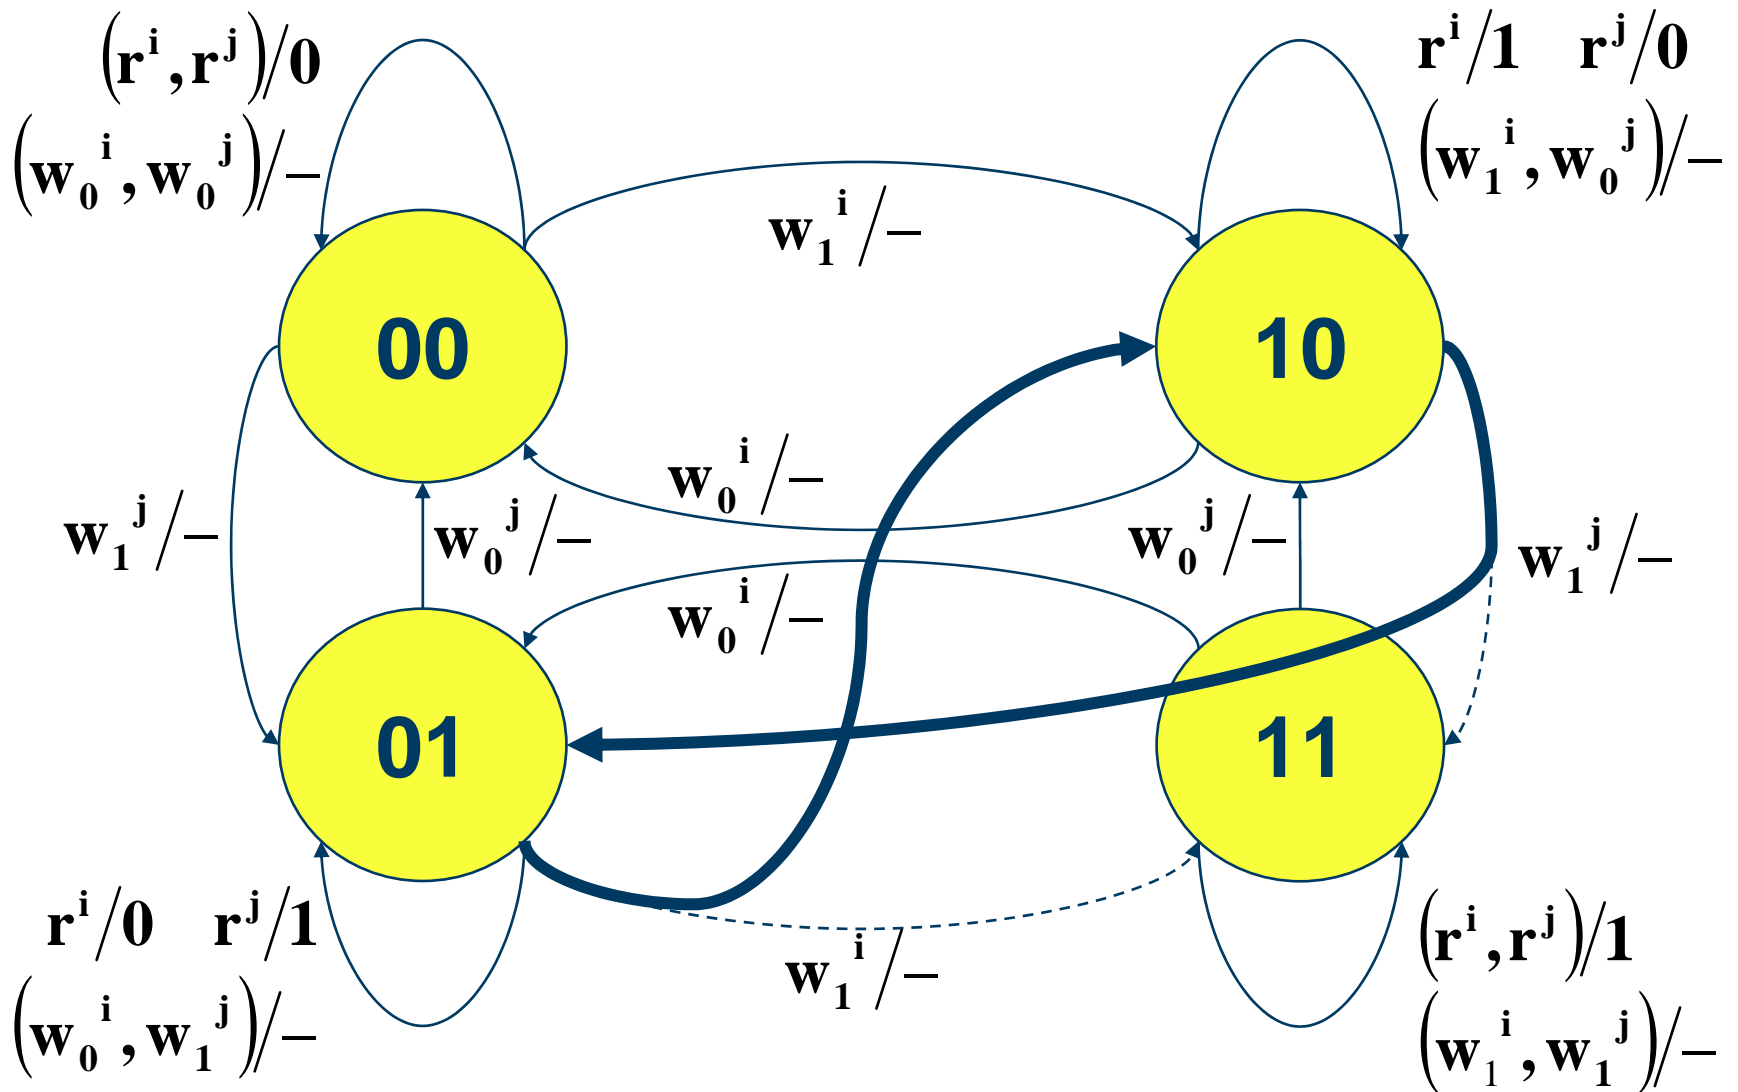 (r^i, r^j)/0
r^i/1 r^j/0
(w_0^i, w_0^j)/–
(w_1^i, w_0^j)/–
w_1^i/–
00
10
w_0^i/–
w_1^j/–
w_0^j/–
w_0^j/–
w_1^j/–
w_0^i/–
01
11
r^i/0 r^j/1
(r^i, r^j)/1
w_1^i/–
(w_0^i, w_1^j)/–
(w_1^i, w_1^j)/–